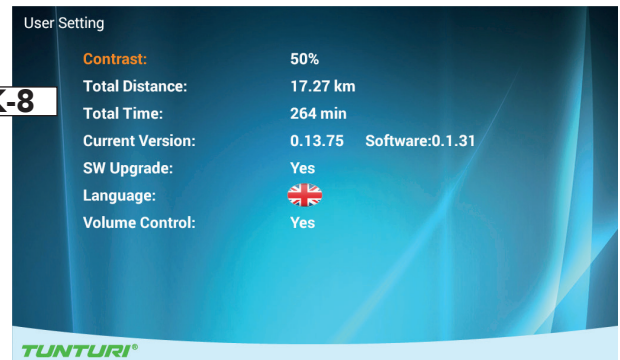 User Setting
Contrast: 50%
-8
Total Distance: 17.27 km
Total Time: 264 min
Current Version: 0.13.75 Software:0.1.31
SW Upgrade: Yes
Language:
Volume Control: Yes
TUNTURI®